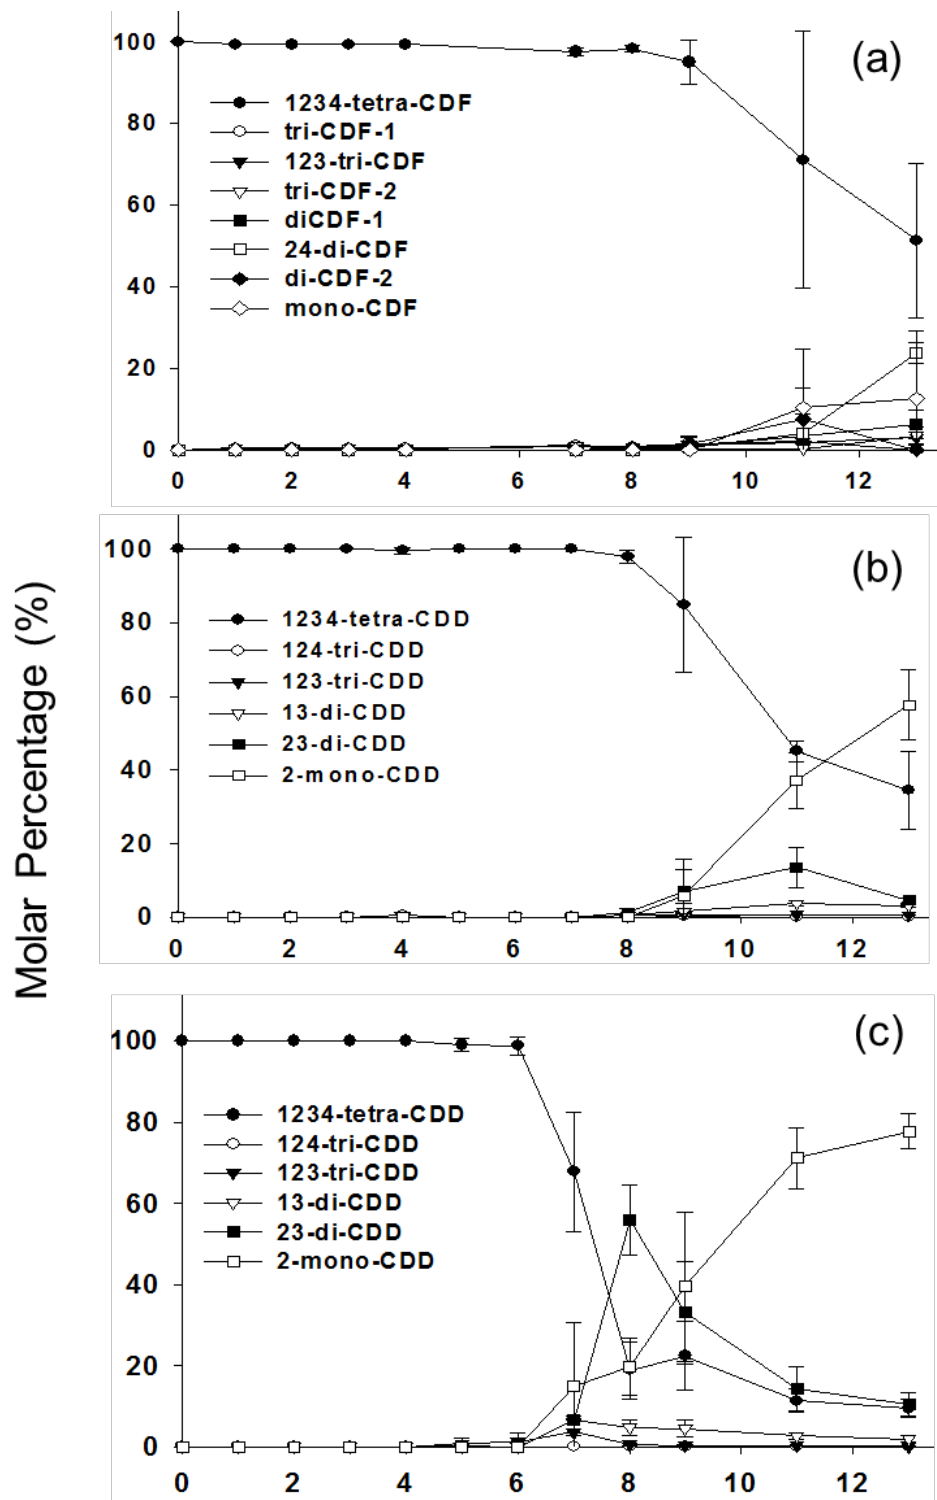 Molar Percentage (%)
(a)
100
80
60
40
20
0
1234-tetra-CDF
tri-CDF-1
123-tri-CDF
tri-CDF-2
diCDF-1
24-di-CDF
di-CDF-2
mono-CDF
0 2 4 6 8 10 12
(b)
100
80
60
40
20
0
1234-tetra-CDD
124-tri-CDD
123-tri-CDD
13-di-CDD
23-di-CDD
2-mono-CDD
0 2 4 6 8 10 12
(c)
100
80
60
40
20
0
1234-tetra-CDD
124-tri-CDD
123-tri-CDD
13-di-CDD
23-di-CDD
2-mono-CDD
0 2 4 6 8 10 12